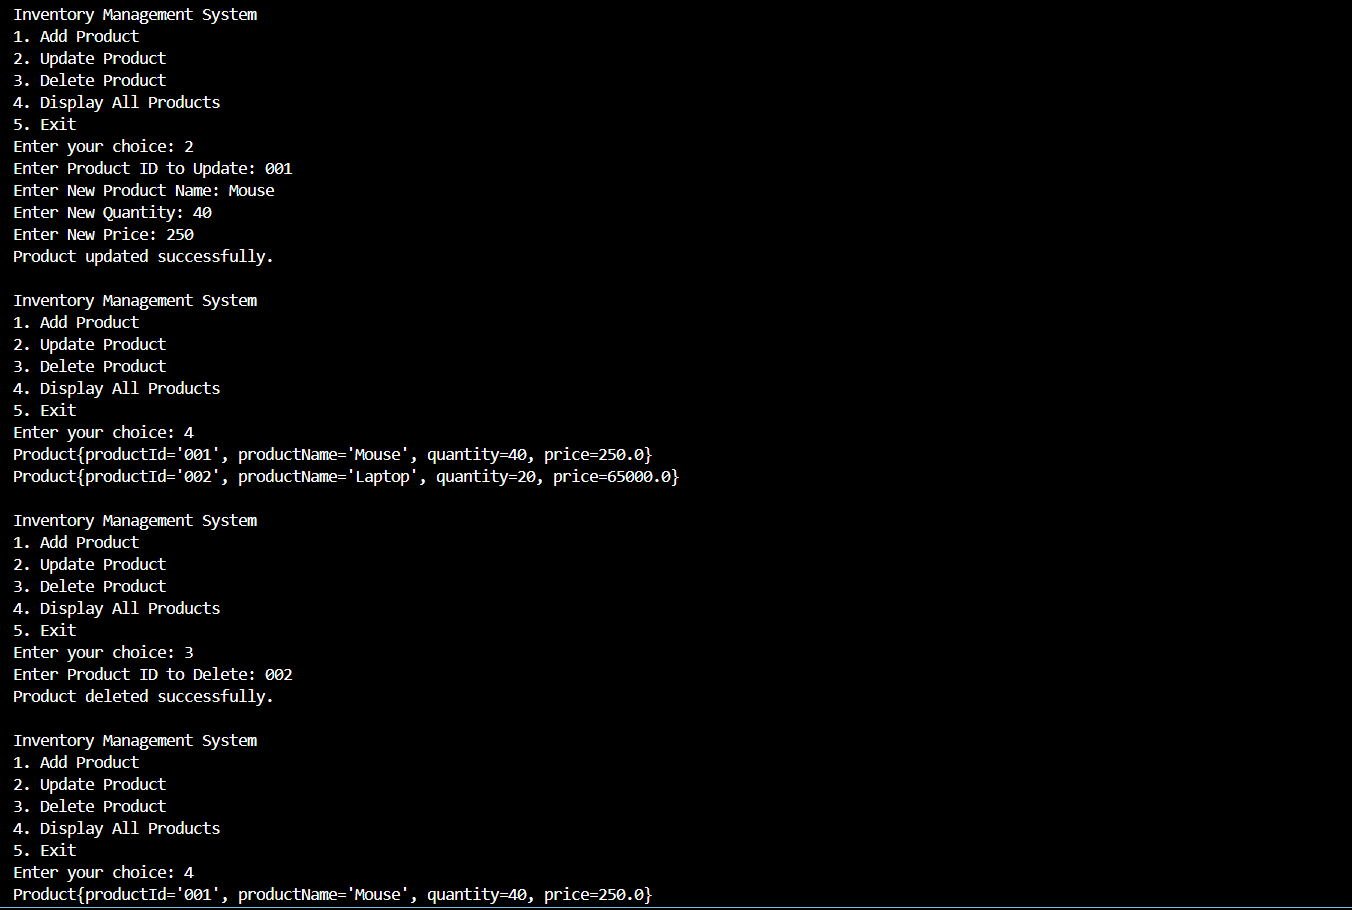 Inventory Management System
1. Add Product
2. Update Product
3. Delete Product
4. Display All Products
5. Exit
Enter your choice: 2
Enter Product ID to Update: 001
Enter New Product Name: Mouse
Enter New Quantity: 40
Enter New Price: 250
Product updated successfully.
Inventory Management System
1. Add Product
2. Update Product
3. Delete Product
4. Display All Products
5. Exit
Enter your choice: 4
Product{productId='001', productName='Mouse', quantity=40, price=250.0}
Product{productId='002', productName='Laptop', quantity=20, price=65000.0}
Inventory Management System
1. Add Product
2. Update Product
3. Delete Product
4. Display All Products
5. Exit
Enter your choice: 3
Enter Product ID to Delete: 002
Product deleted successfully.
Inventory Management System
1. Add Product
2. Update Product
3. Delete Product
4. Display All Products
5. Exit
Enter your choice: 4
Product{productId='001', productName='Mouse', quantity=40, price=250.0}